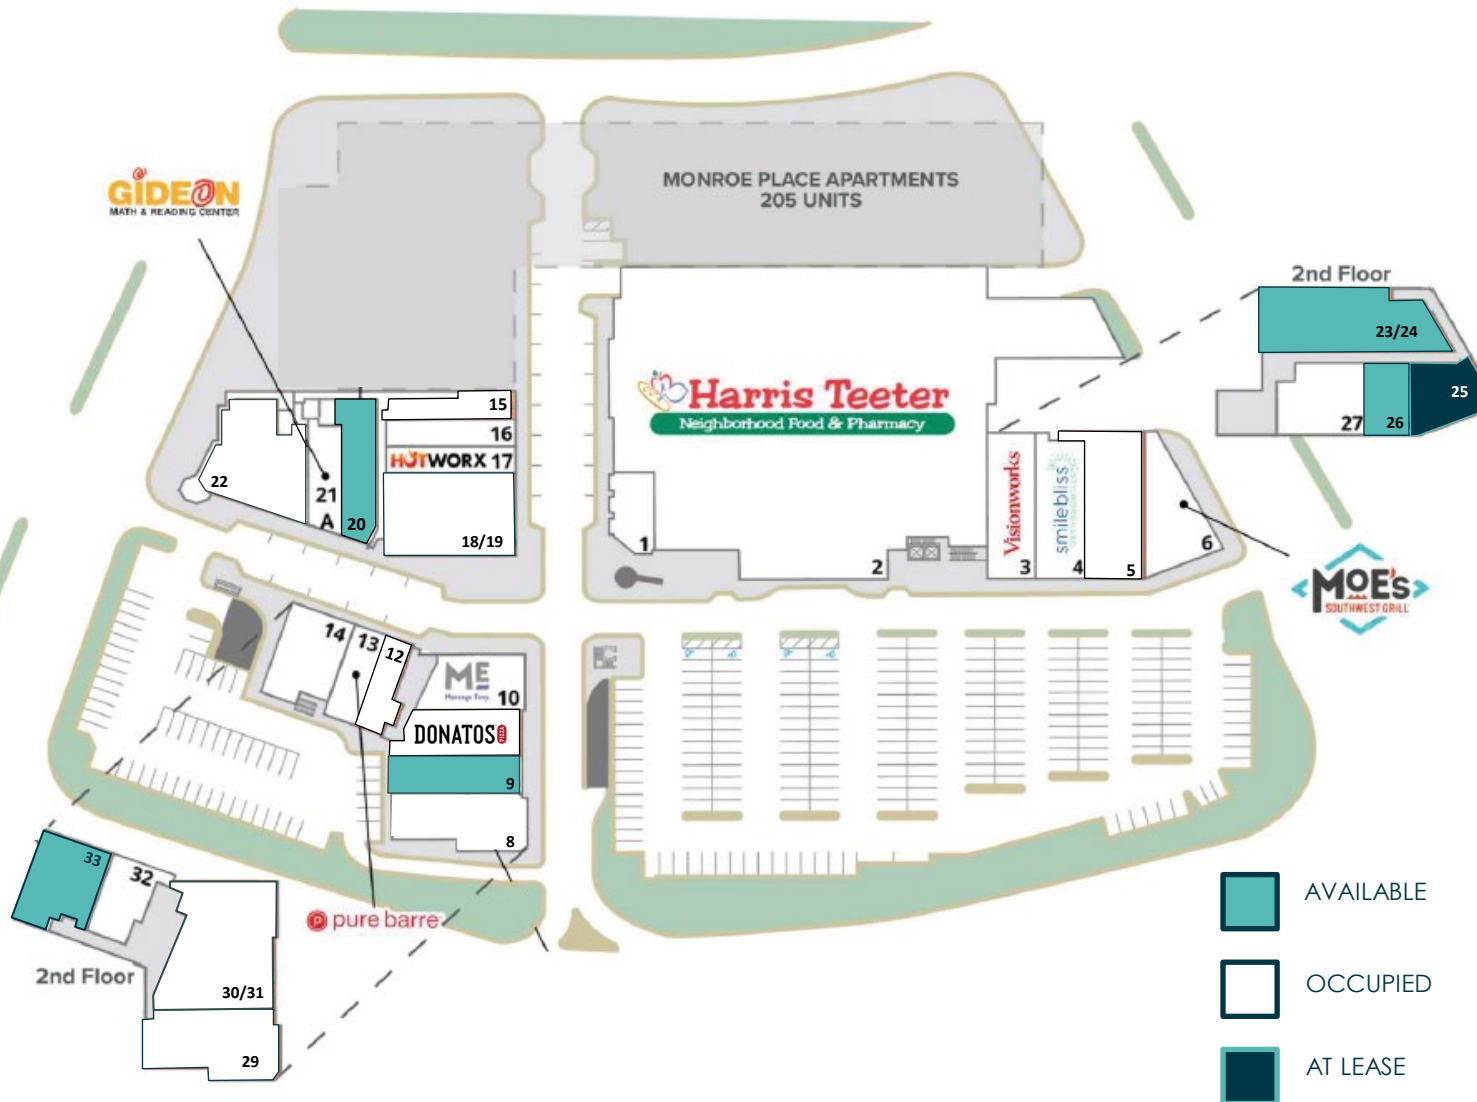 MONROE PLACE APARTMENTS
205 UNITS
GiDEON
MATH & READING CENTER
2nd Floor
23/24
25
26
27
Harris Teeter
Neighborhood Food & Pharmacy
15
16
HOTWORX 17
18/19
22
21
A
20
1
2
Visionworks
3
smilebliss
4
5
6
MOE's
SOUTHWEST GRILL
14
13
12
ME
10
DONATOS
PIZZA
9
8
33
32
P pure barre
2nd Floor
30/31
29
AVAILABLE
OCCUPIED
AT LEASE